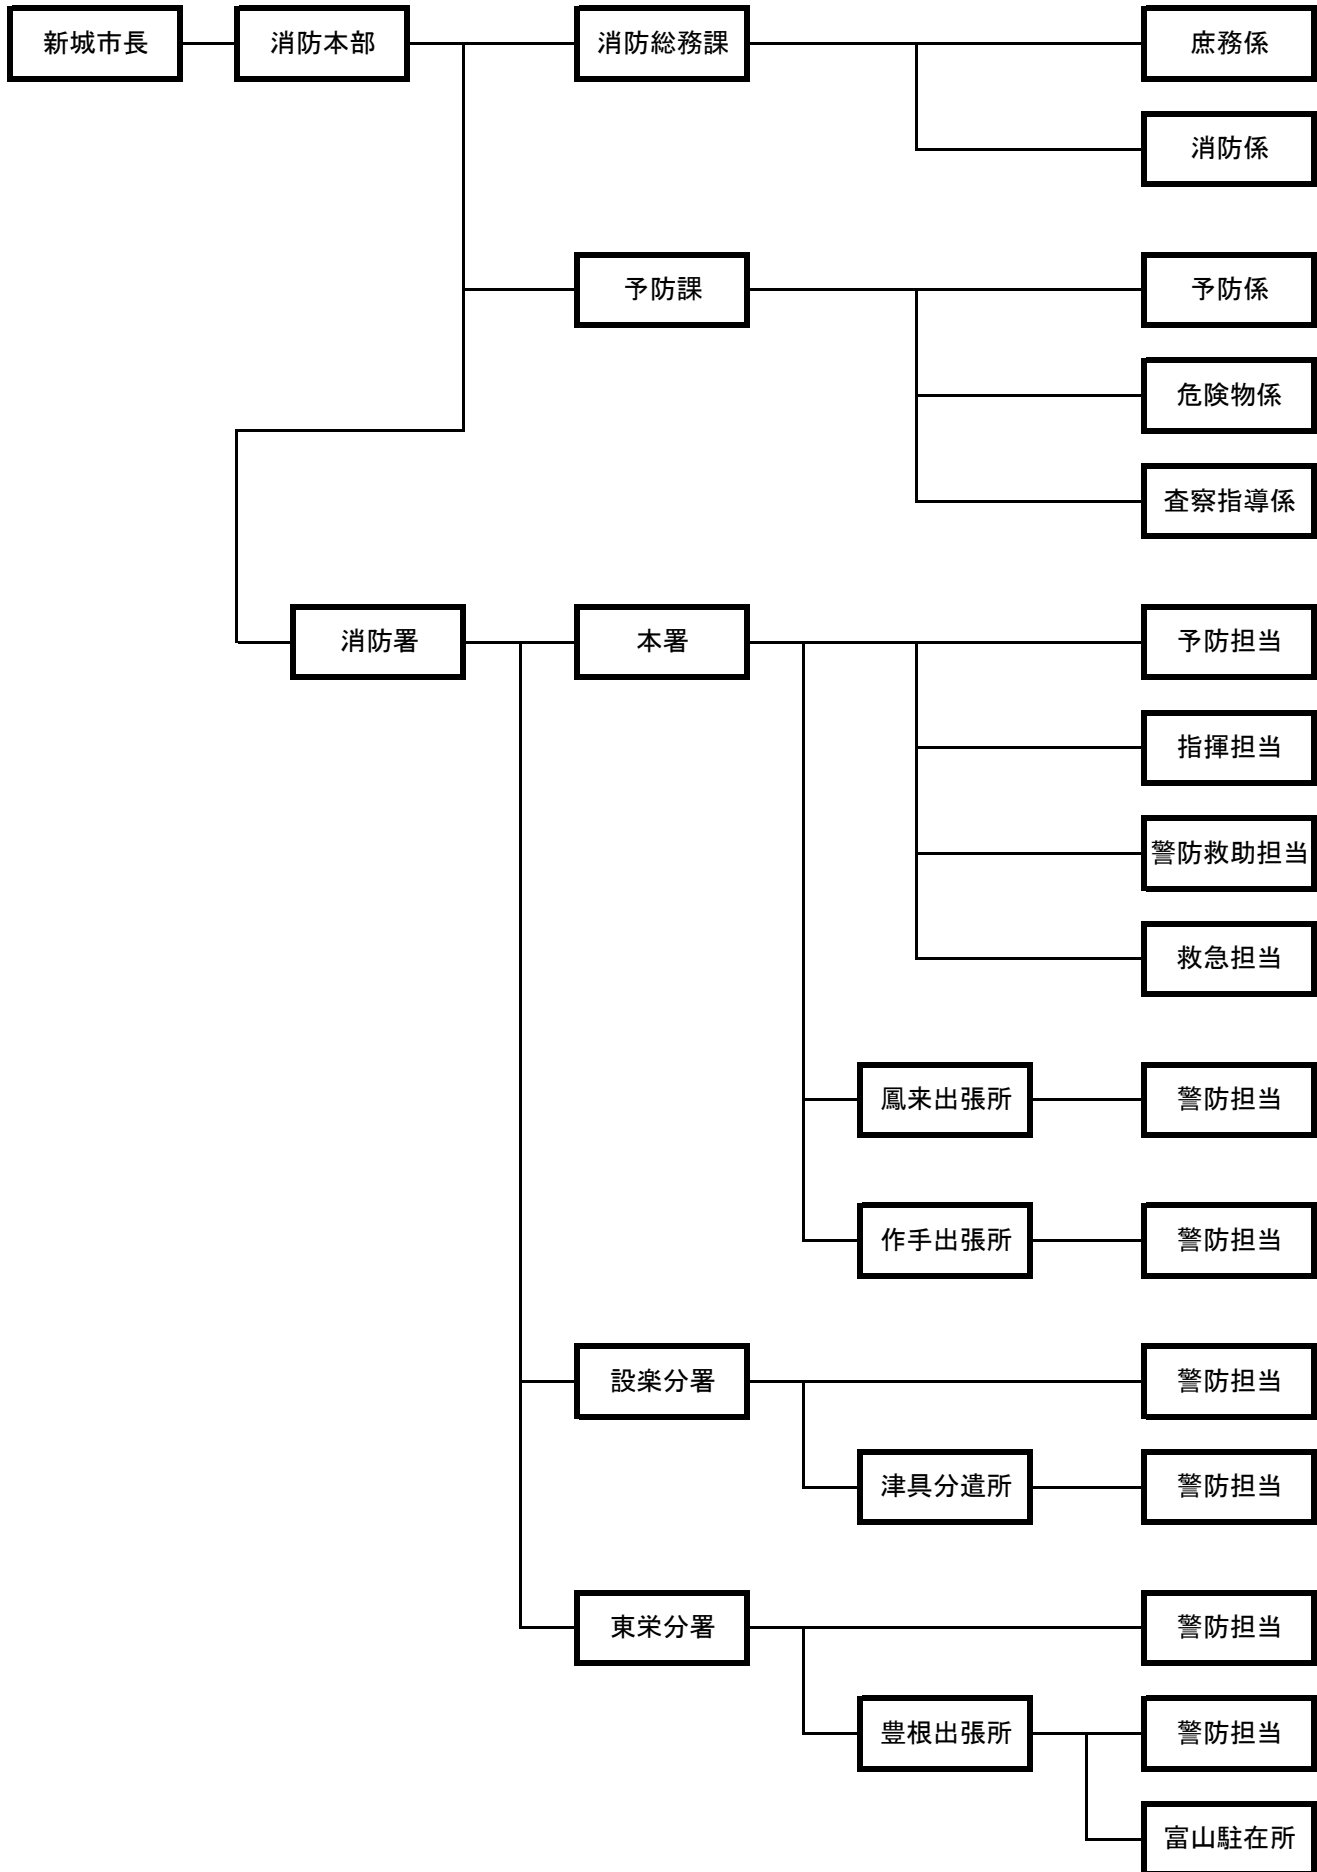 新城市長
消防本部
消防総務課
庶務係
消防係
予防課
予防係
危険物係
査察指導係
消防署
本署
予防担当
指揮担当
警防救助担当
救急担当
鳳来出張所
警防担当
作手出張所
警防担当
設楽分署
警防担当
津具分遣所
警防担当
東栄分署
警防担当
豊根出張所
警防担当
富山駐在所